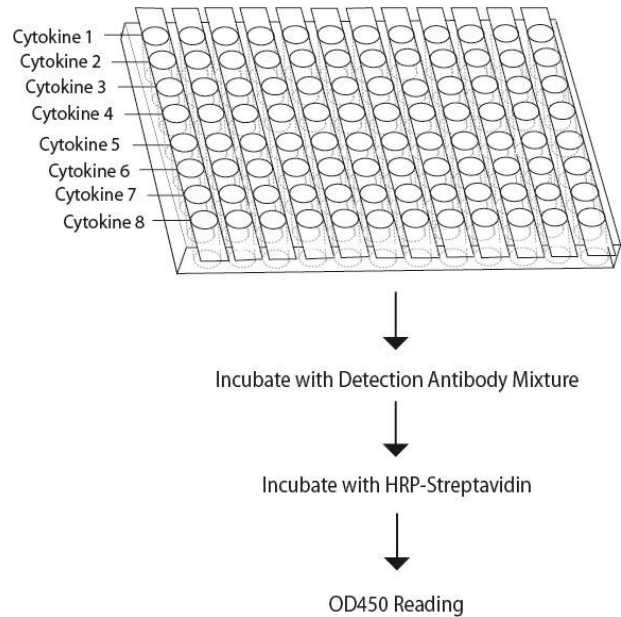 Cytokine 1
Cytokine 2
Cytokine 3
Cytokine 4
Cytokine 5
Cytokine 6
Cytokine 7
Cytokine 8
Incubate with Detection Antibody Mixture
Incubate with HRP-Streptavidin
OD450 Reading